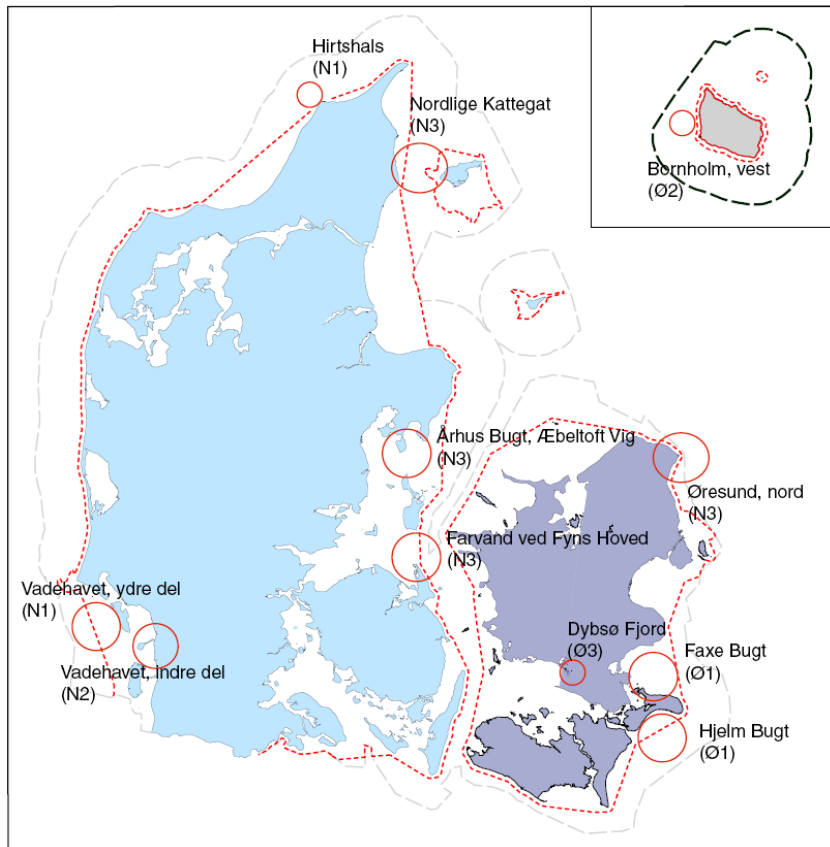 Hirtshals
(N1)
Nordlige Kattegat
(N3)
Bornholm, vest
(Ø2)
Århus Bugt, Æbeltoft Vig
(N3)
Øresund, nord
(N3)
Farvand ved Fyns Hoved
(N3)
Vadehavet, ydre del
(N1)
Vadehavet, indre del
(N2)
Dybsø Fjord
(Ø3)
Faxe Bugt
(Ø1)
Hjelm Bugt
(Ø1)